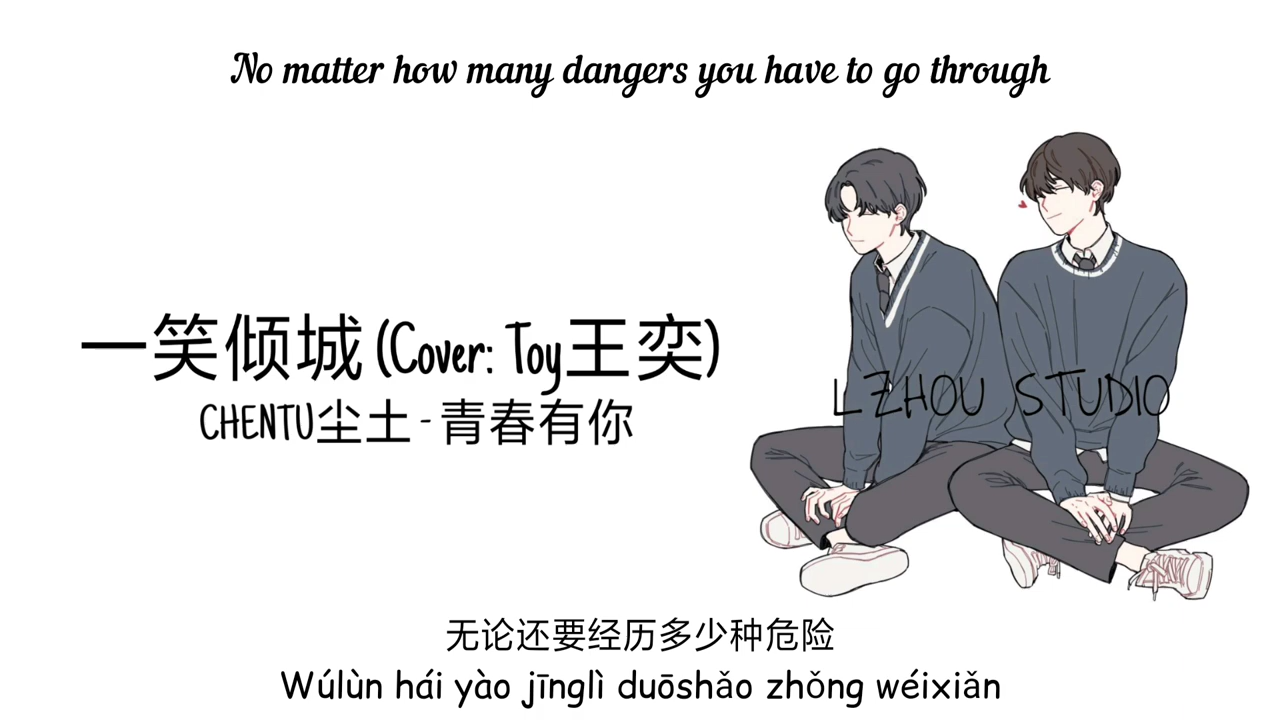 No matter how many dangers you have to go through
一笑倾城 (Cover: Toy王奕)
CHENTU尘土 - 青春有你
LZHOU STUDIO
无论还要经历多少种危险
Wúlùn hái yào jīnglì duōshǎo zhǒng wéixiǎn